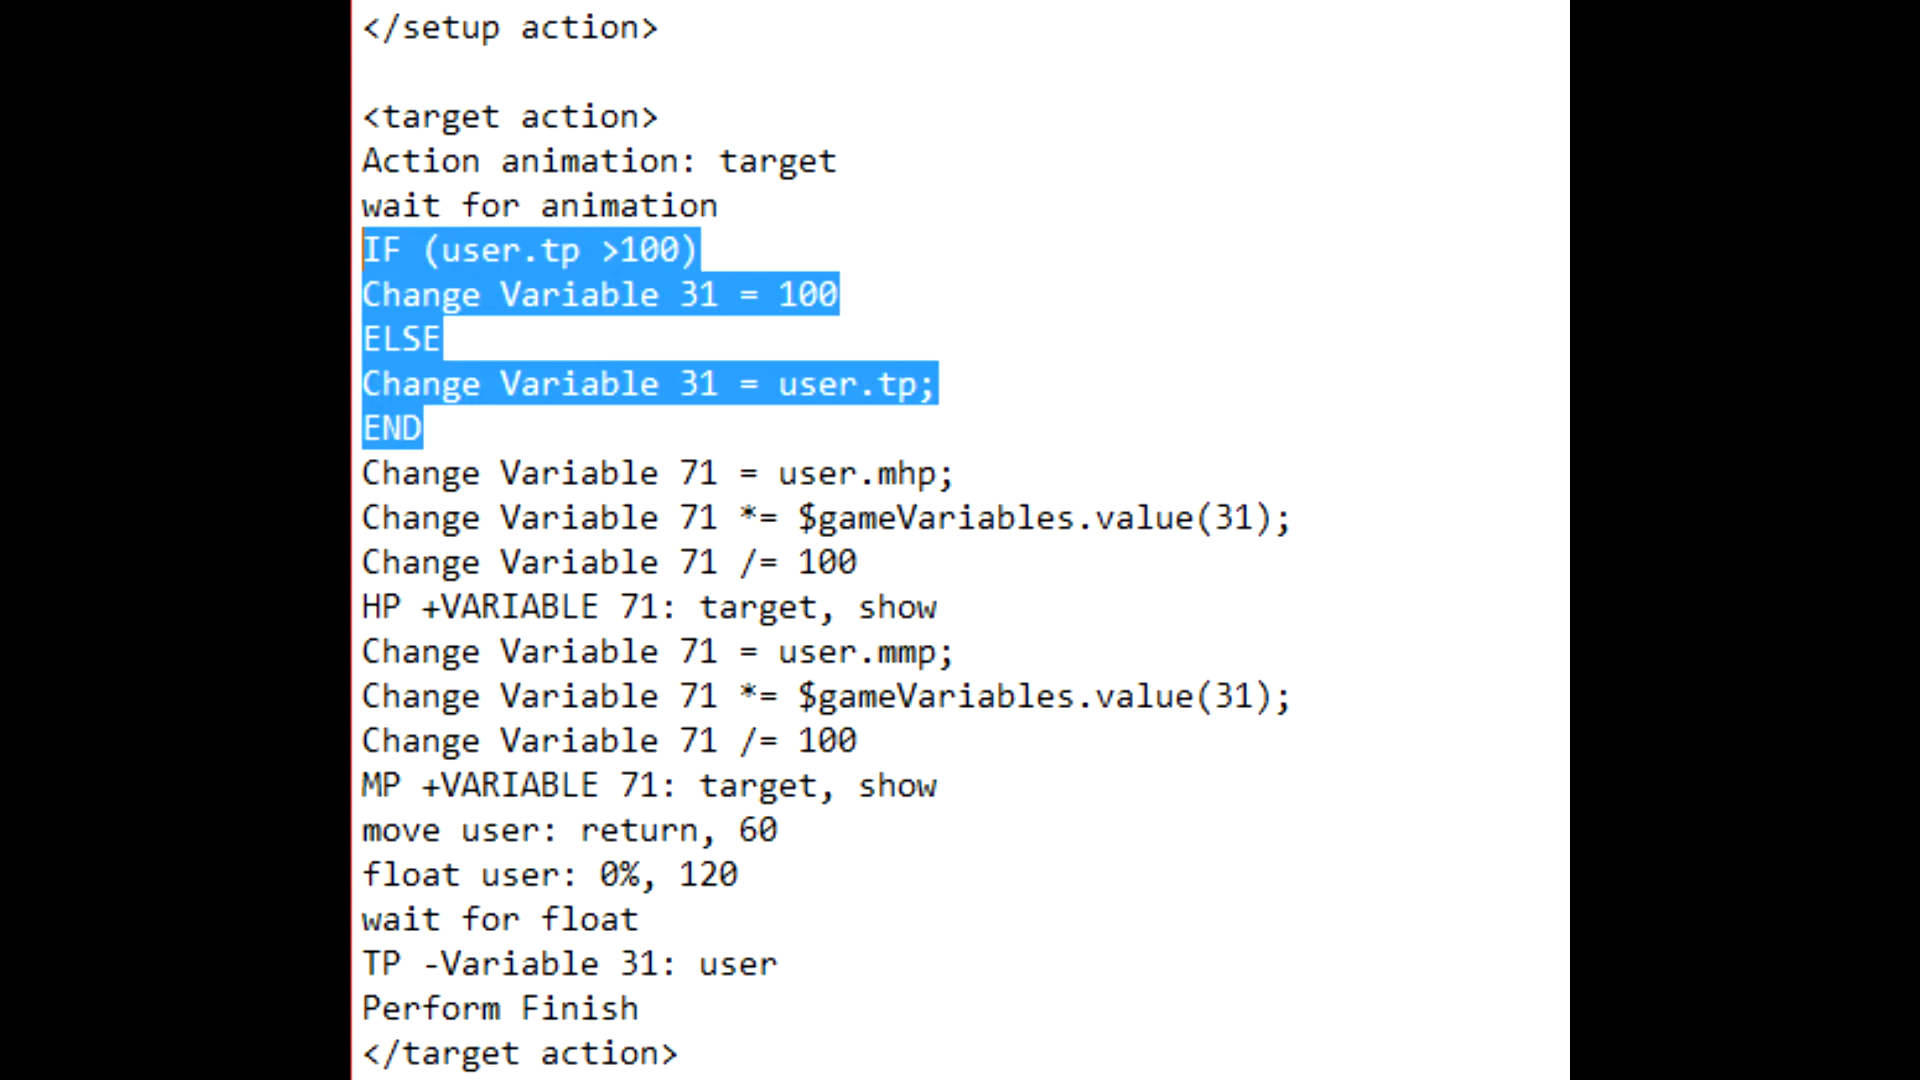 </setup action>
<target action>
Action animation: target
wait for animation
IF (user.tp >100)
Change Variable 31 = 100
ELSE
Change Variable 31 = user.tp;
END
Change Variable 71 = user.mhp;
Change Variable 71 *= $gameVariables.value(31);
Change Variable 71 /= 100
HP +VARIABLE 71: target, show
Change Variable 71 = user.mmp;
Change Variable 71 *= $gameVariables.value(31);
Change Variable 71 /= 100
MP +VARIABLE 71: target, show
move user: return, 60
float user: 0%, 120
wait for float
TP -Variable 31: user
Perform Finish
</target action>